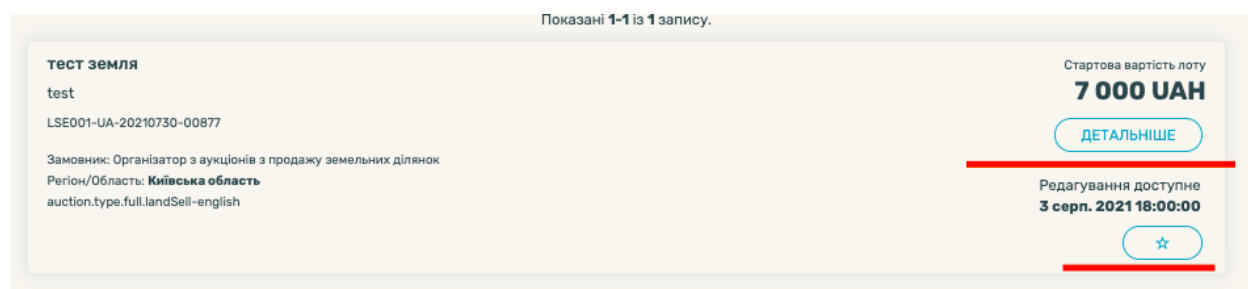 Показані 1-1 із 1 запису.
тест земля
test
LSE001-UA-20210730-00877
Замовник: Організатор з аукціонів з продажу земельних ділянок
Регіон/Область: Київська область
auction.type.full.landSell-english
Стартова вартість лоту
7 000 UAH
ДЕТАЛЬНІШЕ
Редагування доступне
3 серп. 2021 18:00:00